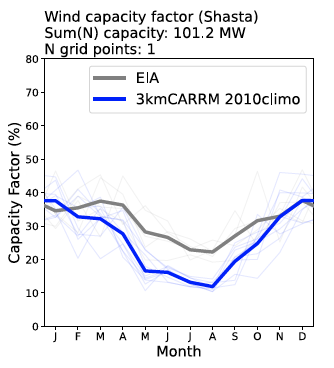 Wind capacity factor (Shasta)
Sum(N) capacity: 101.2 MW
N grid points: 1
80
70
60
50
40
30
20
10
0
Capacity Factor (%)
EIA
3kmCARRM 2010climo
J F M A M J J A S O N D
Month